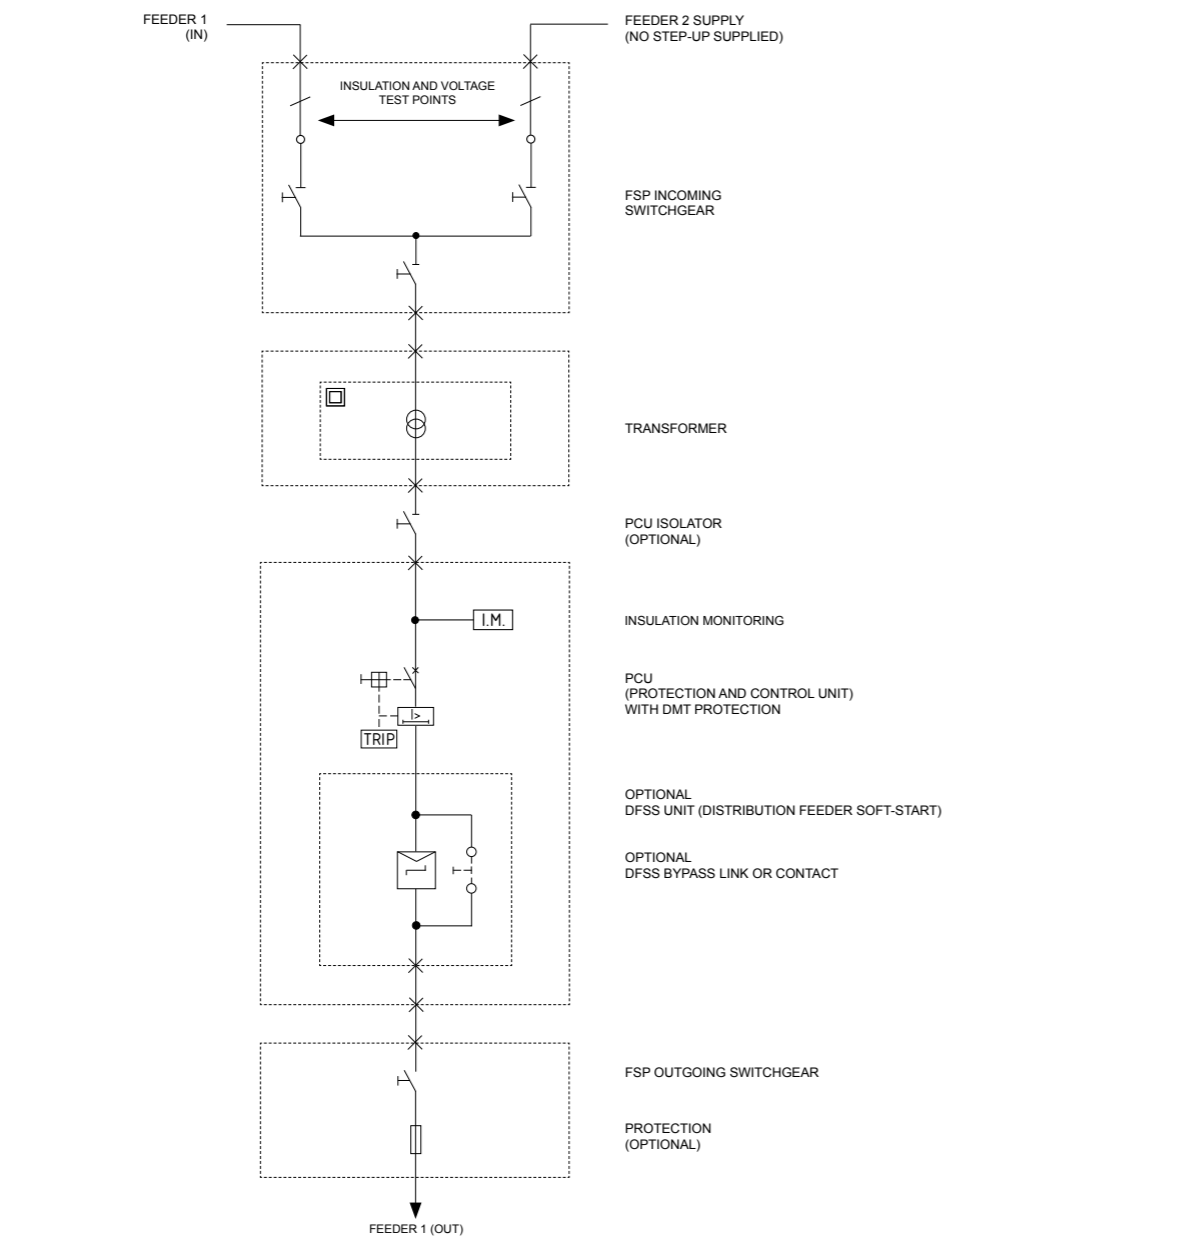 FEEDER 1
(IN)
FEEDER 2 SUPPLY
(NO STEP-UP SUPPLIED)
INSULATION AND VOLTAGE
TEST POINTS
FSP INCOMING
SWITCHGEAR
TRANSFORMER
PCU ISOLATOR
(OPTIONAL)
I.M.
INSULATION MONITORING
PCU
(PROTECTION AND CONTROL UNIT)
WITH DMT PROTECTION
I>
TRIP
OPTIONAL
DFSS UNIT (DISTRIBUTION FEEDER SOFT-START)
OPTIONAL
DFSS BYPASS LINK OR CONTACT
FSP OUTGOING SWITCHGEAR
PROTECTION
(OPTIONAL)
FEEDER 1 (OUT)